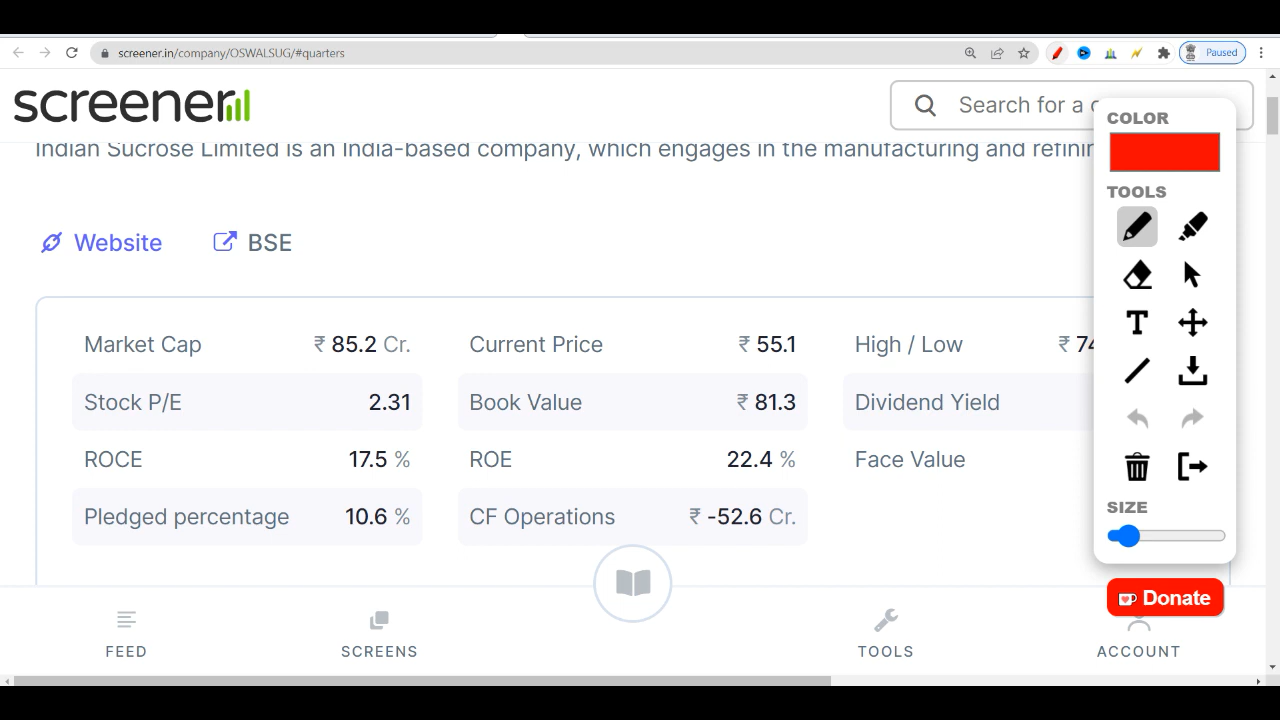 screener.in/company/OSWALSUG/#quarters
Paused
screener
Search for a
Indian Sucrose Limited is an India-based company, which engages in the manufacturing and
Website
BSE
Market Cap ₹ 85.2 Cr.
Current Price ₹ 55.1
High / Low ₹
Stock P/E 2.31
Book Value ₹ 81.3
Dividend Yield
ROCE 17.5 %
ROE 22.4 %
Face Value
Pledged percentage 10.6 %
CF Operations ₹ -52.6 Cr.
FEED
SCREENS
TOOLS
ACCOUNT
COLOR
TOOLS
T
SIZE
Donate